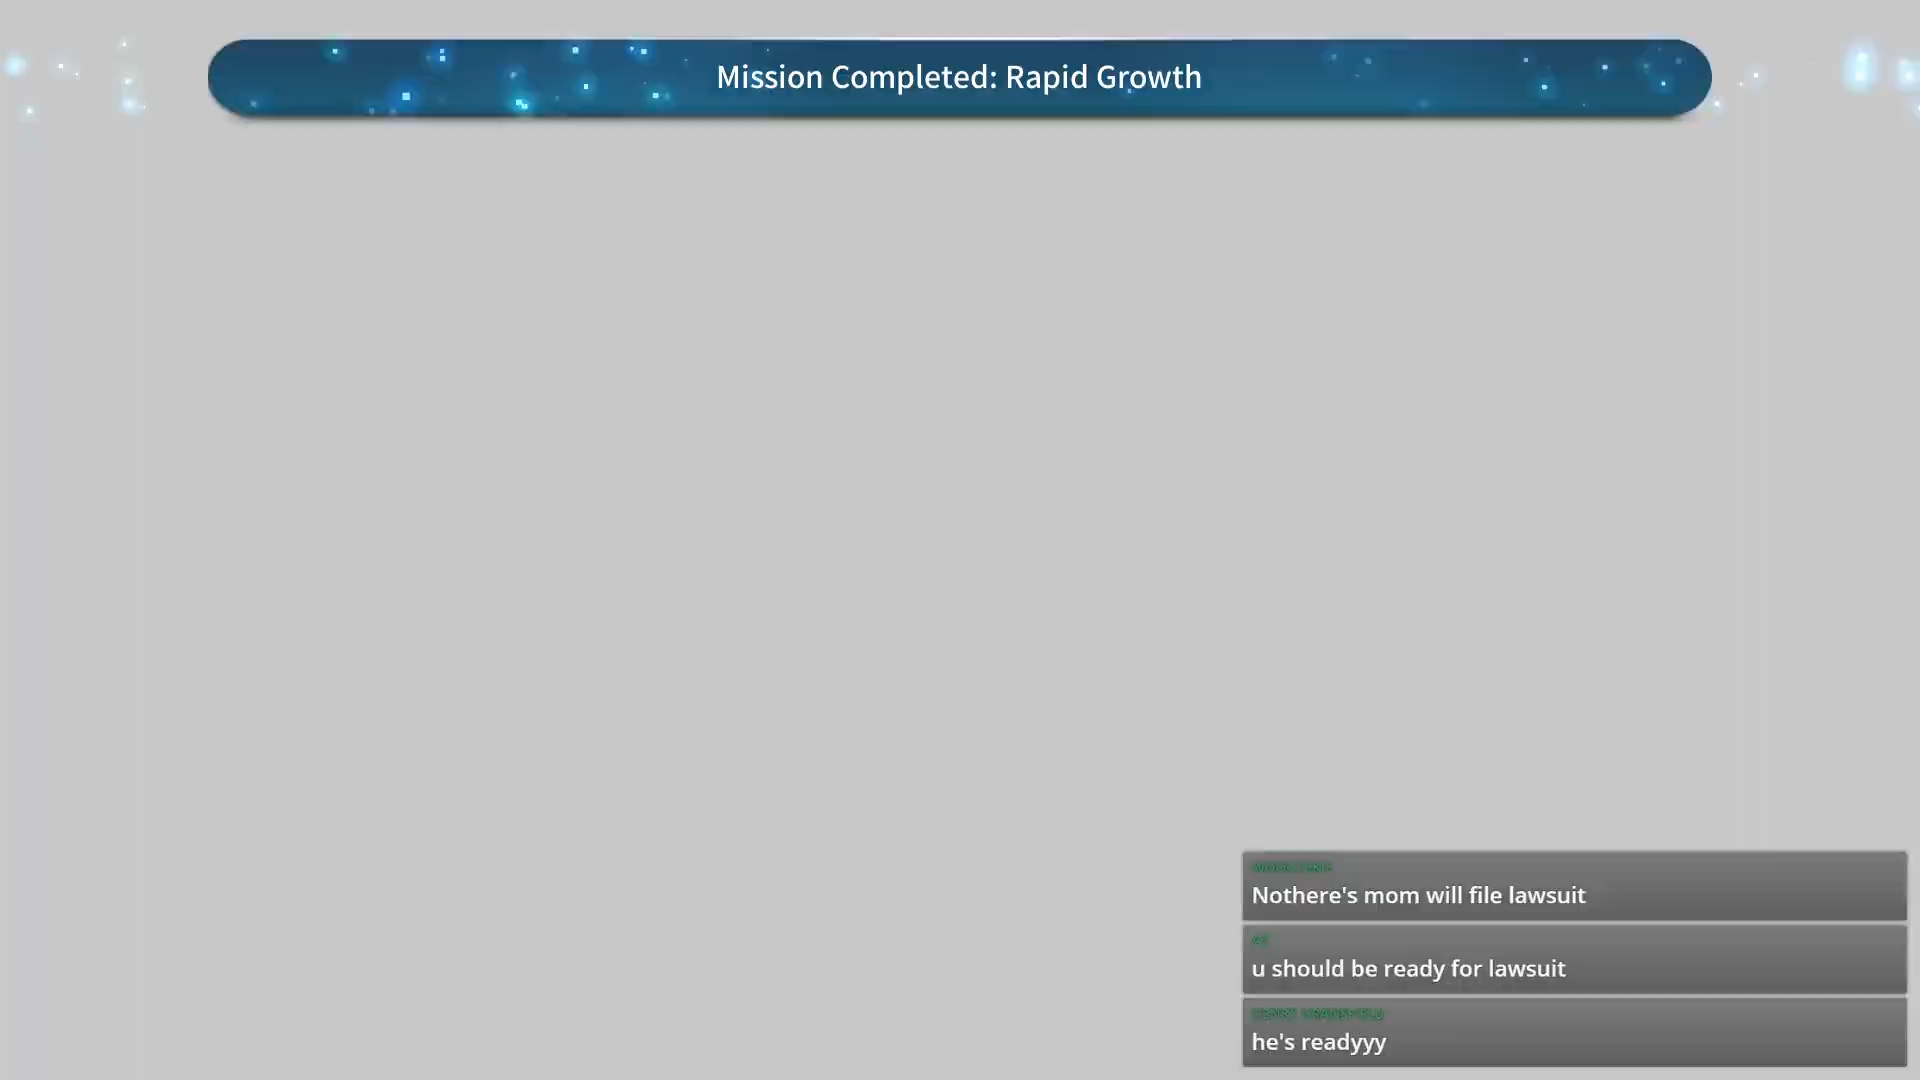 Mission Completed: Rapid Growth
Nothere's mom will file lawsuit
u should be ready for lawsuit
he's readyyy